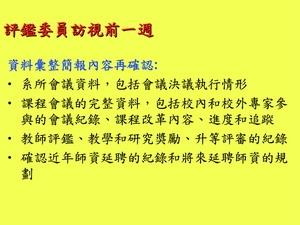 評鑑委員訪視前一週
資料彙整簡報內容再確認:
• 系所會議資料，包括會議決議執行情形
• 課程會議的完整資料，包括校內和校外專家參
與的會議紀錄、課程改革內容、進度和追蹤
• 教師評鑑、教學和研究獎勵、升等評審的紀錄
• 確認近年師資延聘的紀錄和將來延聘師資的規
劃